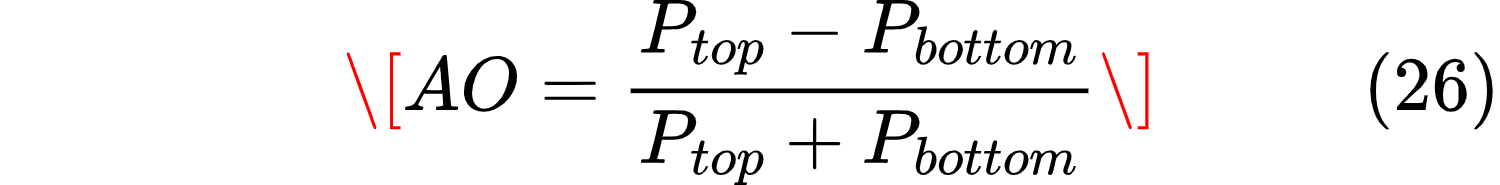 \[AO = \frac{P_{top} - P_{bottom}}{P_{top} + P_{bottom}}\] (26)